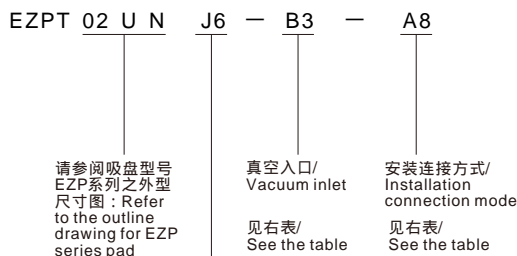 EZPT 02 U N J6 — B3 — A8
请参阅吸盘型号
EZP系列之外型
尺寸图：Refer
to the outline
drawing for EZP
series pad
真空入口/
Vacuum inlet
见右表/
See the table
安装连接方式/
Installation
connection mode
见右表/
See the table